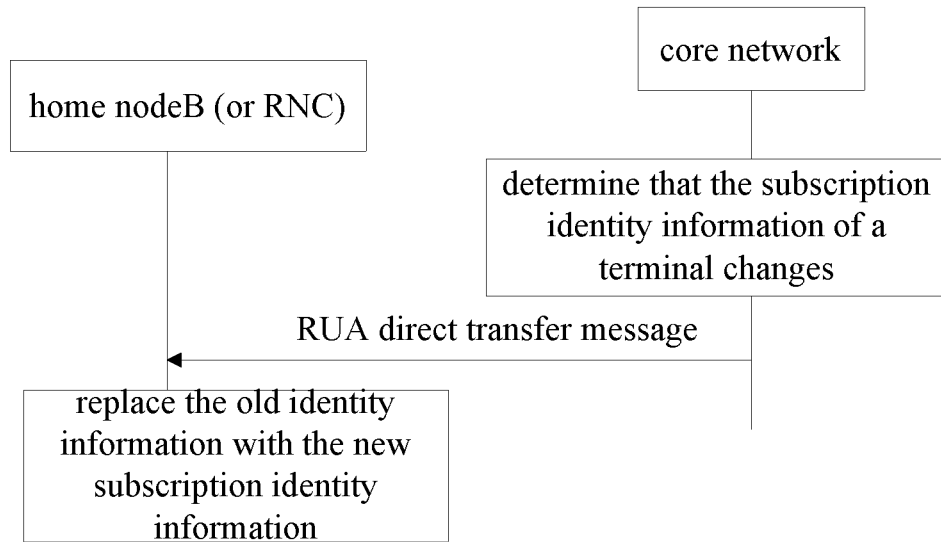 core network
home nodeB (or RNC)
determine that the subscription
identity information of a
terminal changes
RUA direct transfer message
replace the old identity
information with the new
subscription identity
information